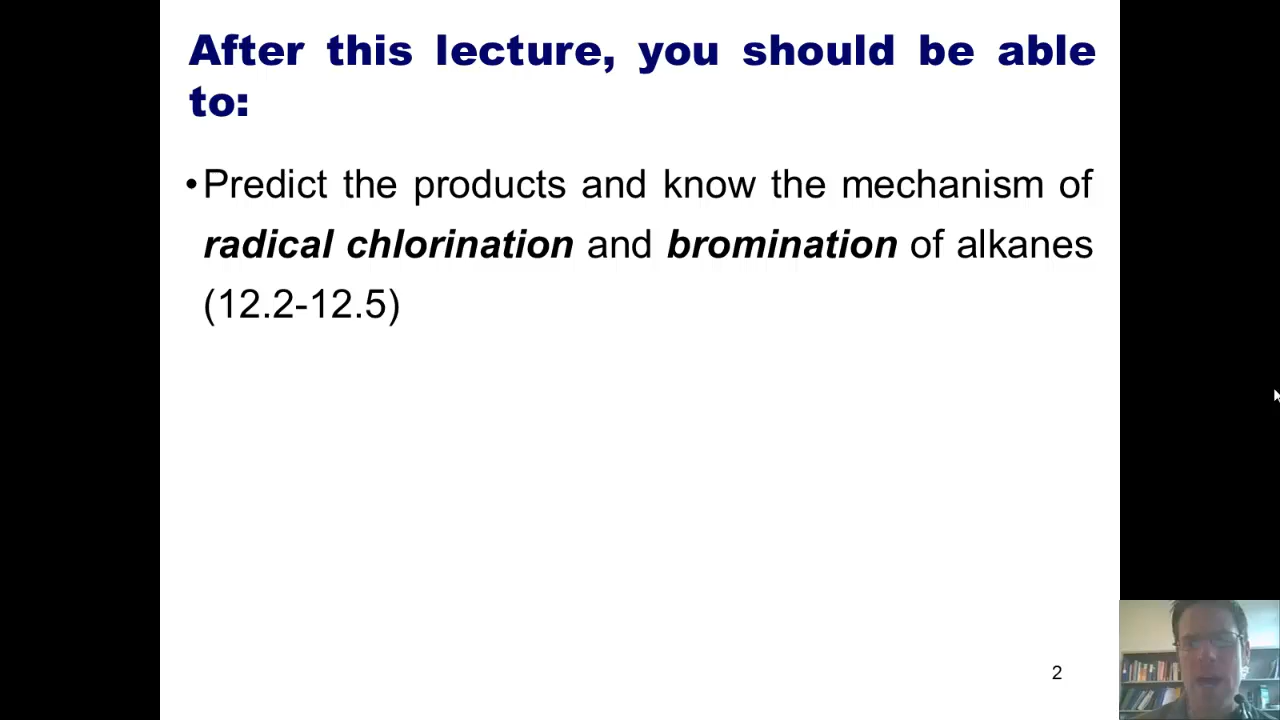 After this lecture, you should be able
to:
•Predict the products and know the mechanism of
radical chlorination and bromination of alkanes
(12.2-12.5)
2